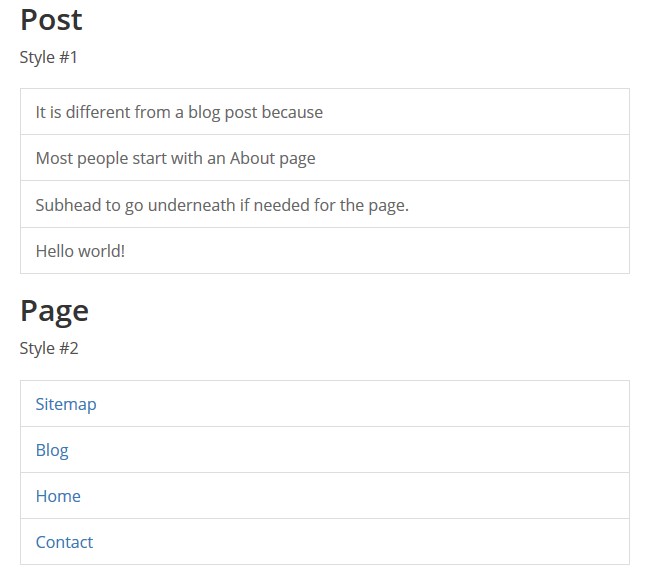 Post
Style #1
It is different from a blog post because
Most people start with an About page
Subhead to go underneath if needed for the page.
Hello world!
Page
Style #2
Sitemap
Blog
Home
Contact